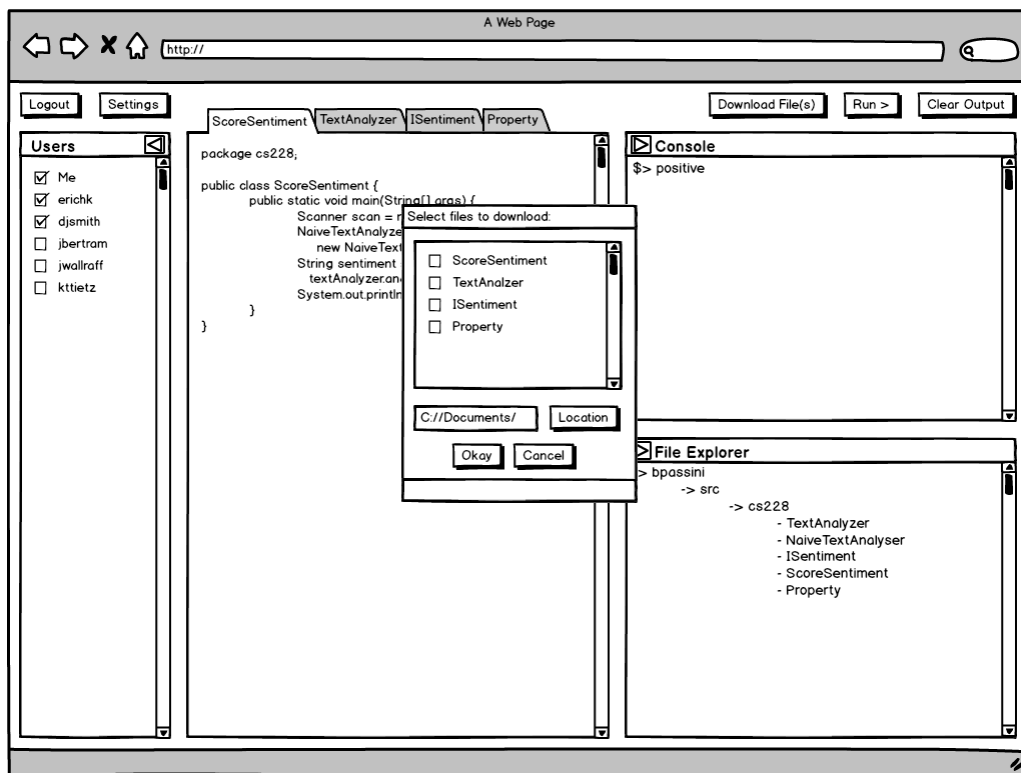 A Web Page
http://
Logout
Settings
Download File(s)
Run >
Clear Output
Users
Me
erichk
djsmith
jbertram
jwallraff
kttietz
ScoreSentiment
TextAnalyzer
ISentiment
Property
package cs228;
public class ScoreSentiment {
public static void main(String[] args) {
Scanner scan =
NaiveTextAnalyze
new NaiveText
String sentiment
textAnalyzer.an
System.out.println
}
}
Select files to download:
ScoreSentiment
TextAnalzer
ISentiment
Property
C://Documents/
Location
Okay
Cancel
Console
$> positive
File Explorer
> bpassini
-> src
-> cs228
- TextAnalyzer
- NaiveTextAnalyser
- ISentiment
- ScoreSentiment
- Property